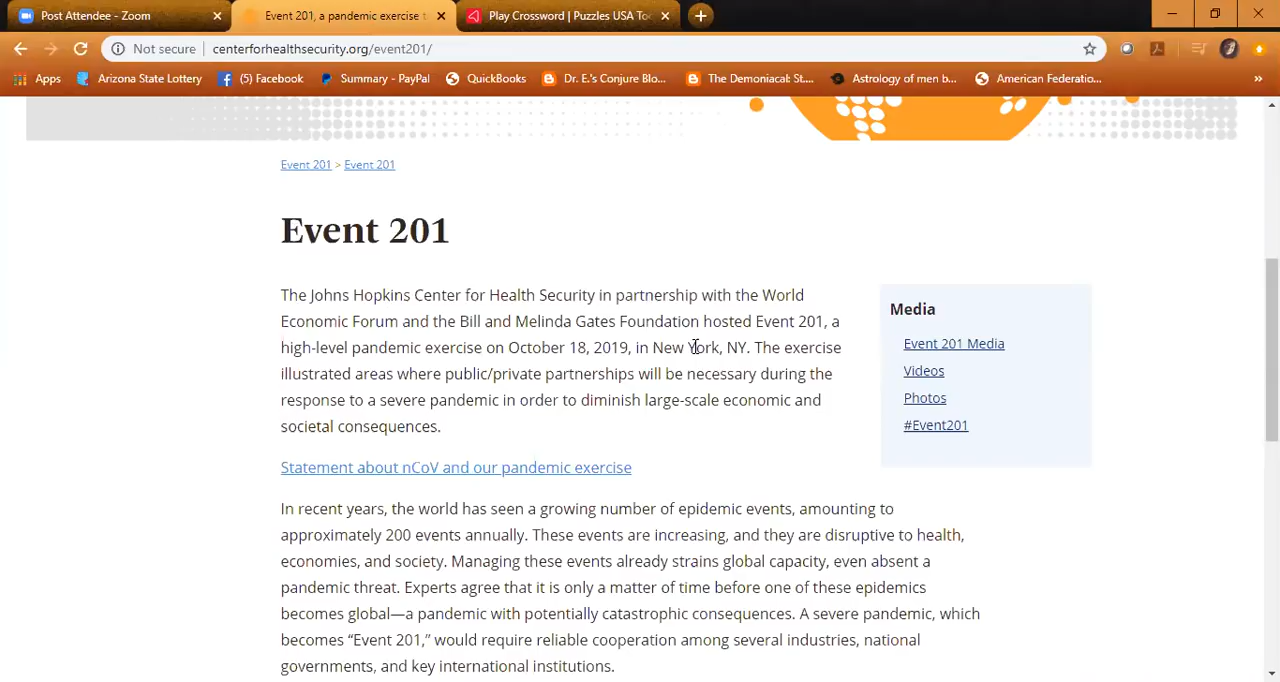 Post Attendee - Zoom
Event 201, a pandemic exercise t
Play Crossword | Puzzles USA To
Not secure | centerforhealthsecurity.org/event201/
Apps Arizona State Lottery (5) Facebook Summary - PayPal QuickBooks Dr. E.'s Conjure Blo... The Demoniacal: St.... Astrology of men b... American Federatio... »
Event 201 > Event 201
Event 201
The Johns Hopkins Center for Health Security in partnership with the World
Economic Forum and the Bill and Melinda Gates Foundation hosted Event 201, a
high-level pandemic exercise on October 18, 2019, in New York, NY. The exercise
illustrated areas where public/private partnerships will be necessary during the
response to a severe pandemic in order to diminish large-scale economic and
societal consequences.
Media
Event 201 Media
Videos
Photos
#Event201
Statement about nCoV and our pandemic exercise
In recent years, the world has seen a growing number of epidemic events, amounting to
approximately 200 events annually. These events are increasing, and they are disruptive to health,
economies, and society. Managing these events already strains global capacity, even absent a
pandemic threat. Experts agree that it is only a matter of time before one of these epidemics
becomes global—a pandemic with potentially catastrophic consequences. A severe pandemic, which
becomes “Event 201,” would require reliable cooperation among several industries, national
governments, and key international institutions.